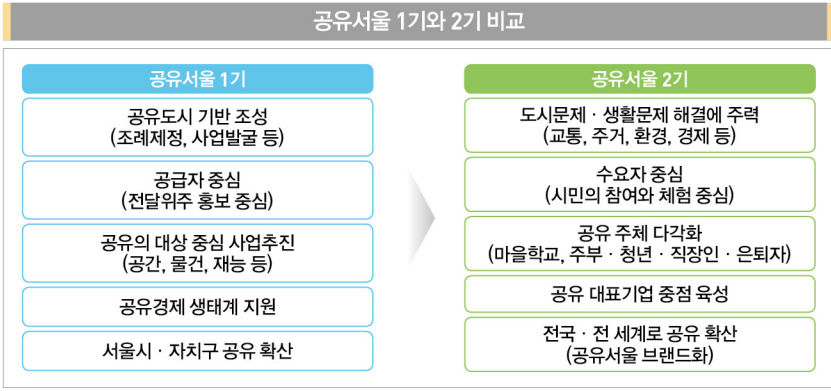 공유서울 1기와 2기 비교
공유서울 1기
공유도시 기반 조성
(조례제정, 사업발굴 등)
공급자 중심
(전달위주 홍보 중심)
공유의 대상 중심 사업추진
(공간, 물건, 재능 등)
공유경제 생태계 지원
서울시 · 자치구 공유 확산
공유서울 2기
도시문제 · 생활문제 해결에 주력
(교통, 주거, 환경, 경제 등)
수요자 중심
(시민의 참여와 체험 중심)
공유 주체 다각화
(마을학교, 주부 · 청년 · 직장인 · 은퇴자)
공유 대표기업 중점 육성
전국 · 전 세계로 공유 확산
(공유서울 브랜드화)